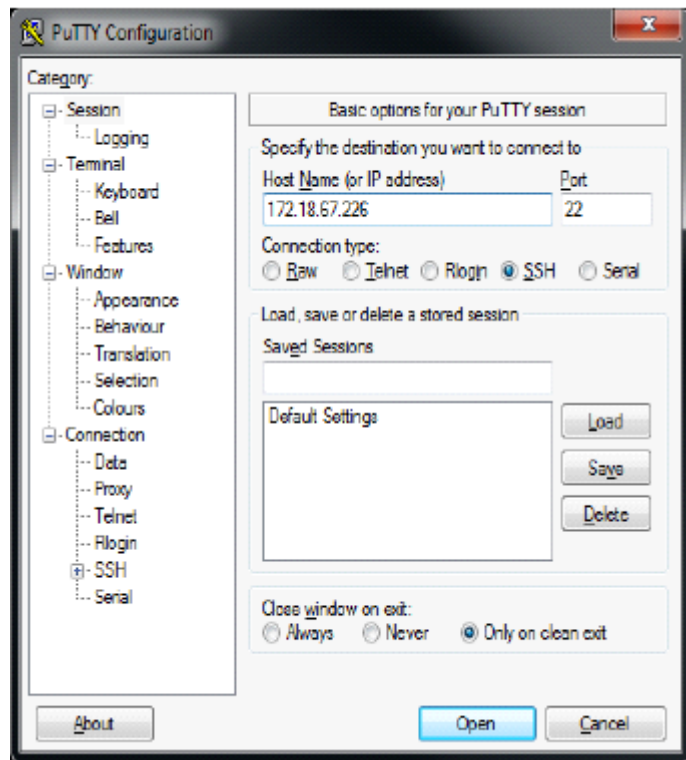 PuTTY Configuration
Category:
Session
Logging
Terminal
Keyboard
Bell
Features
Window
Appearance
Behaviour
Translation
Selection
Colours
Connection
Data
Proxy
Telnet
Rlogin
SSH
Serial
Basic options for your PuTTY session
Specify the destination you want to connect to
Host Name (or IP address) Port
172.18.67.226 22
Connection type:
Raw Telnet Rlogin SSH Serial
Load, save or delete a stored session
Saved Sessions
Default Settings
Load
Save
Delete
Close window on exit:
Always Never Only on clean exit
About Open Cancel